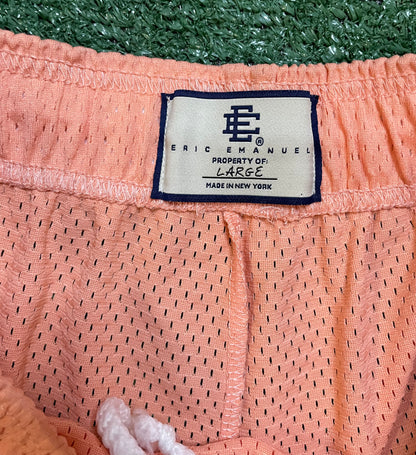 EE®
ERIC EMANUEL
PROPERTY OF:
LARGE
MADE IN NEW YORK